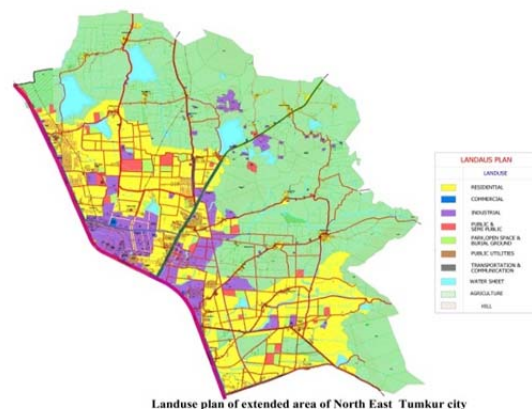 LANDAUS PLAN
LANDUSE
RESIDENTIAL
COMMERCIAL
INDUSTRIAL
PUBLIC &
SEMI PUBLIC
PARK,OPEN SPACE &
BURIAL GROUND
PUBLIC UTILITIES
TRANSPORTATION &
COMMUNICATION
WATER SHEET
AGRICULTURE
HILL
Landuse plan of extended area of North East Tumkur city